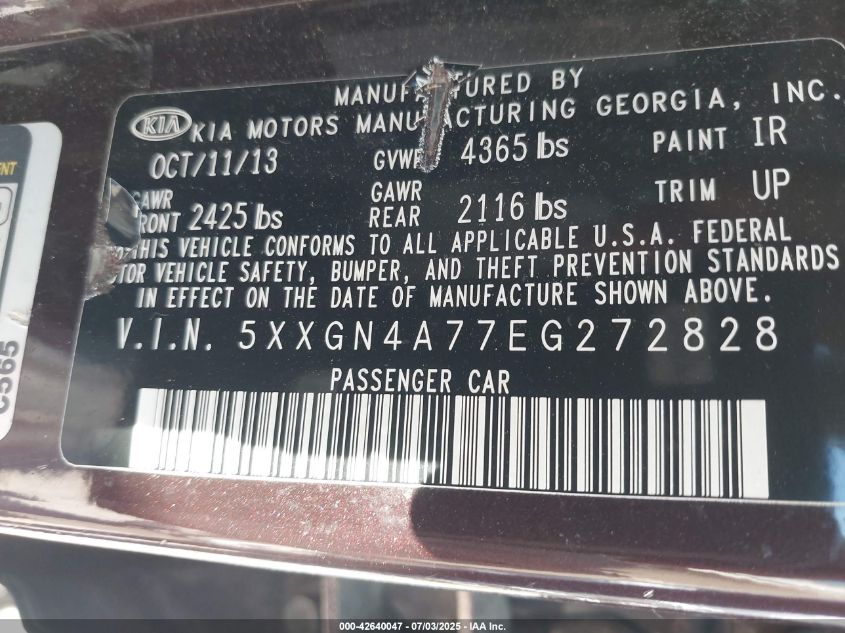 MANUFACTURED BY
KIA KIA MOTORS MANUFACTURING GEORGIA, INC.
OCT/11/13 GVWR 4365 lbs PAINT IR
GAWR FRONT 2425 lbs GAWR REAR 2116 lbs TRIM UP
THIS VEHICLE CONFORMS TO ALL APPLICABLE U.S.A. FEDERAL
TOR VEHICLE SAFETY, BUMPER, AND THEFT PREVENTION STANDARDS
IN EFFECT ON THE DATE OF MANUFACTURE SHOWN ABOVE.
V.I.N. 5XXGN4A77EG272828
PASSENGER CAR
C565
000-42640047 - 07/03/2025 - IAA Inc.